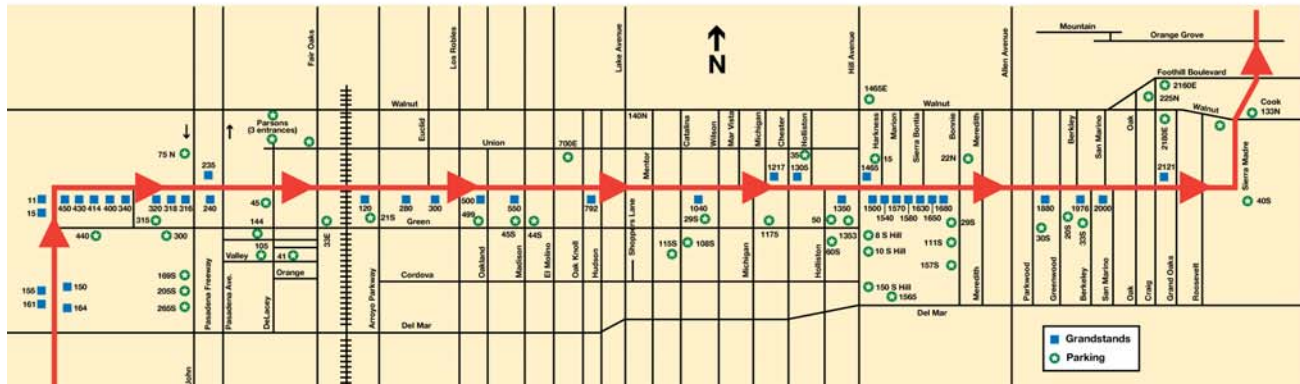 Mountain
Orange Grove
Fair Oaks
Los Robles
Lake Avenue
N
Hill Avenue
Allen Avenue
Foothill Boulevard
1465E
2160E
225N
Walnut
Walnut
Walnut
Cook
133N
Parsons
(3 entrances)
Euclid
140N
Catalina
Wilson
Mar Vista
Michigan
Chester
Holliston
Harkness
Marion
Sierra Bonita
Bonnie
Meredith
Berkley
San Marino
Oak
2180E
Union
700E
75 N
35
15
22N
235
Mentor
1217
1305
1465
2121
Sierra Madre
11
15
450 430 414 400 340
320 318 316
240
45
120
280
300
500
550
792
1040
1350
1500 1570 1630 1680
1540 1580 1650
1880
1976
2000
40S
315
144
33E
21S
Green
499
45S
44S
29S
117S
50
1353
29S
20S
33S
440
300
105
Valley
41
Shoppers Lane
115S
108S
60S
8 S Hill
10 S Hill
111S
157S
30S
155
161
150
164
169S
205S
265S
Orange
Cordova
150 S Hill
1565
Pasadena Freeway
Pasadena Ave.
DeLacey
Arroyo Parkway
Oakland
Madison
El Molino
Oak Knoll
Hudson
Michigan
Holliston
Meredith
Parkwood
Greenwood
Berkeley
San Marino
Oak
Craig
Grand Oaks
Roosevelt
Del Mar
Del Mar
John
Grandstands
Parking